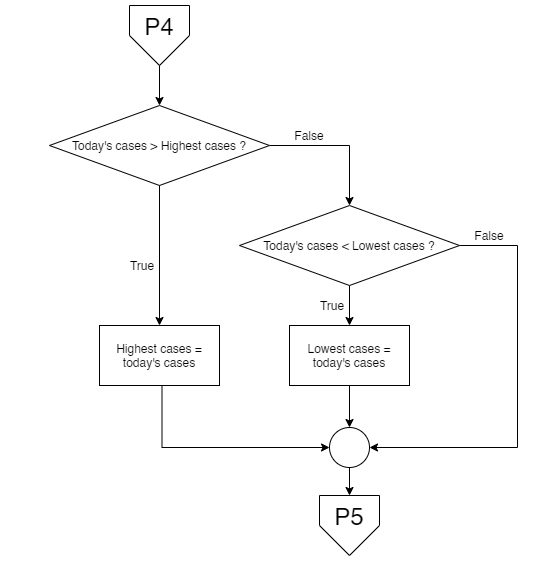 P4
Today's cases > Highest cases ?
False
Today's cases < Lowest cases ?
False
True
True
Highest cases =
today's cases
Lowest cases =
today's cases
P5